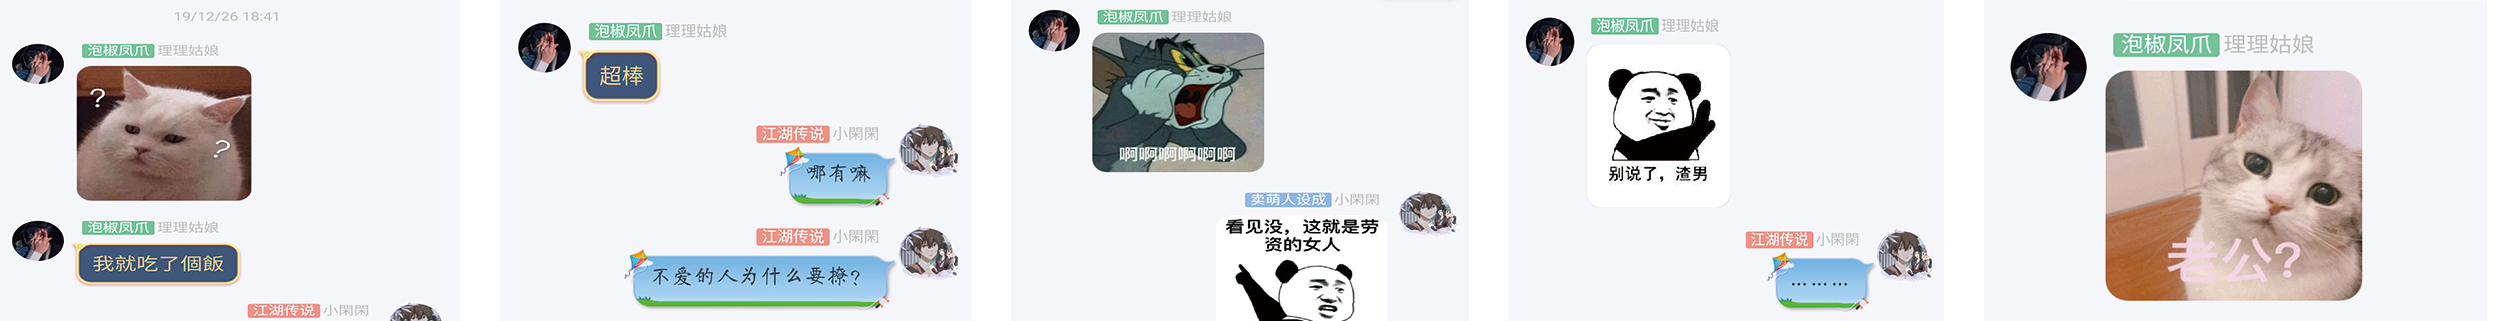 19/12/26 18:41
泡椒凤爪 理理姑娘
? ?
泡椒凤爪 理理姑娘
我就吃了個飯
江湖传说 小閑閑
泡椒凤爪 理理姑娘
超棒
江湖传说 小閑閑
哪有嘛
江湖传说 小閑閑
不爱的人为什么要撩?
泡椒凤爪 理理姑娘
啊啊啊啊啊啊
卖萌人设成 小閑閑
看见没，这就是劳
资的女人
泡椒凤爪 理理姑娘
别说了，渣男
江湖传说 小閑閑
………
泡椒凤爪 理理姑娘
老公?